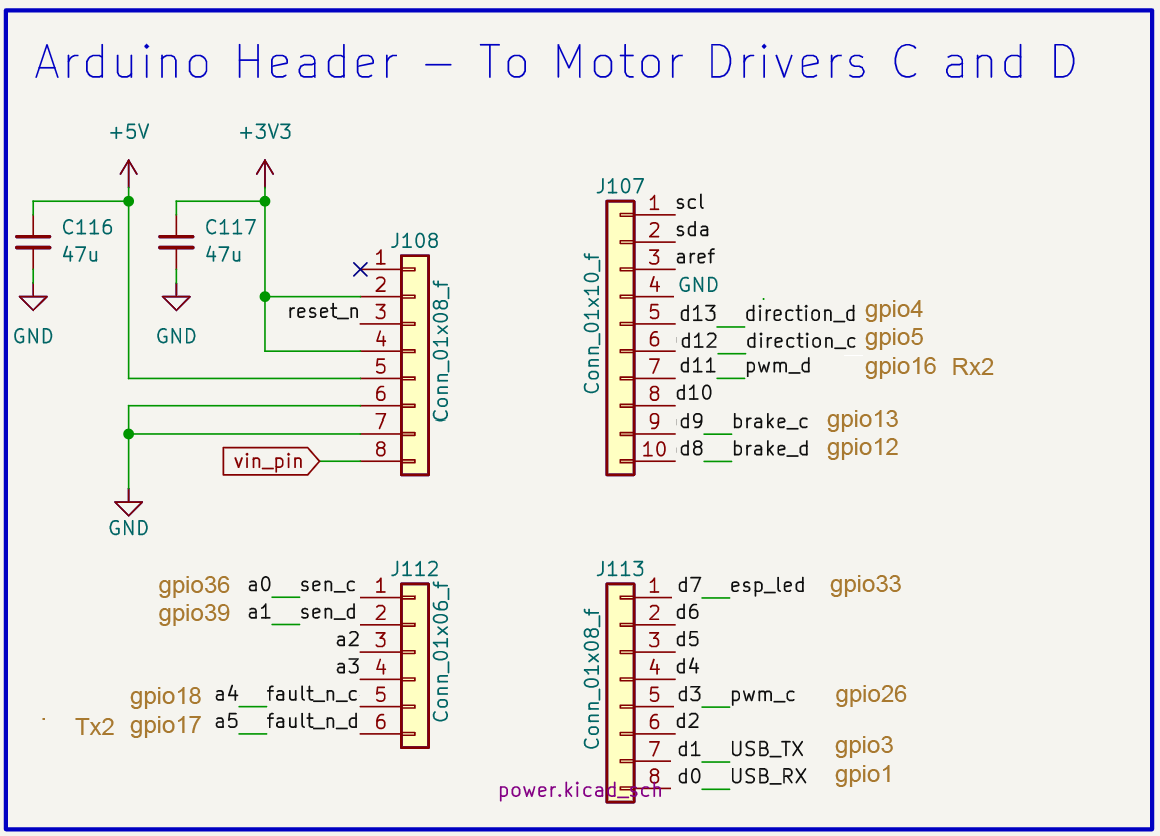 Arduino Header – To Motor Drivers C and D
+5V
+3V3
C116
47u
GND
C117
47u
GND
J108
Conn_01x08_f
1
2
reset_n 3
4
5
6
7
vin_pin 8
GND
J107
Conn_01x10_f
1 scl
2 sda
3 aref
4 GND
5 d13 direction_d gpio4
6 d12 direction_c gpio5
7 d11 pwm_d gpio16 Rx2
8 d10
9 d9 brake_c gpio13
10 d8 brake_d gpio12
J112
Conn_01x06_f
gpio36 a0 sen_c 1
gpio39 a1 sen_d 2
a2 3
a3 4
gpio18 a4 fault_n_c 5
Tx2 gpio17 a5 fault_n_d 6
J113
Conn_01x08_f
1 d7 esp_led gpio33
2 d6
3 d5
4 d4
5 d3 pwm_c gpio26
6 d2
7 d1 USB_TX gpio3
8 d0 USB_RX gpio1
power.kicad_sch